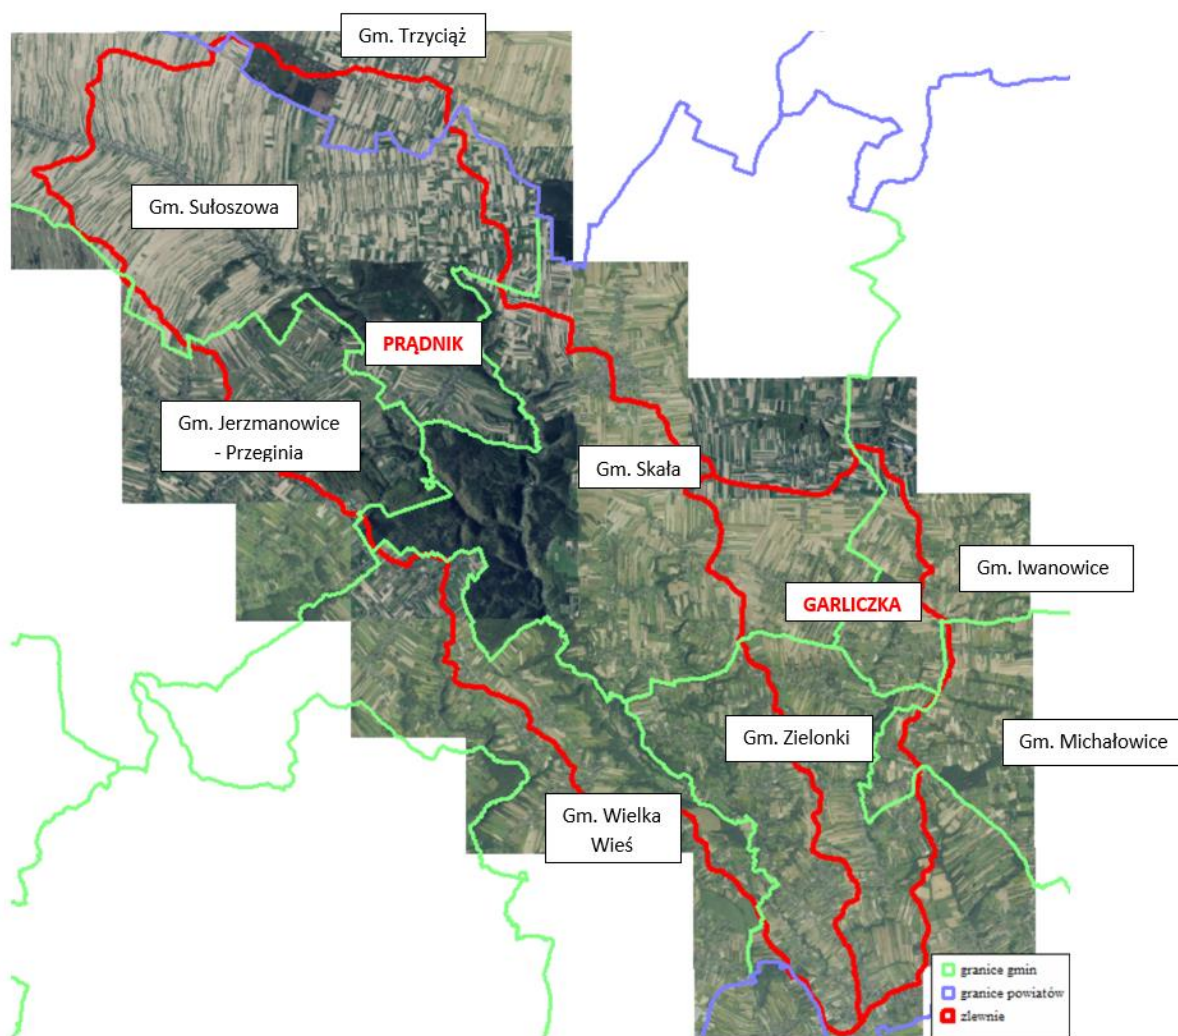 Gm. Trzyciąż
Gm. Sułoszowa
PRĄDNIK
Gm. Jerzmanowice
- Przeginia
Gm. Skała
Gm. Iwanowice
GARLICZKA
Gm. Zielonki
Gm. Michałowice
Gm. Wielka
Wieś
granice gmin
granice powiatów
zlewnie